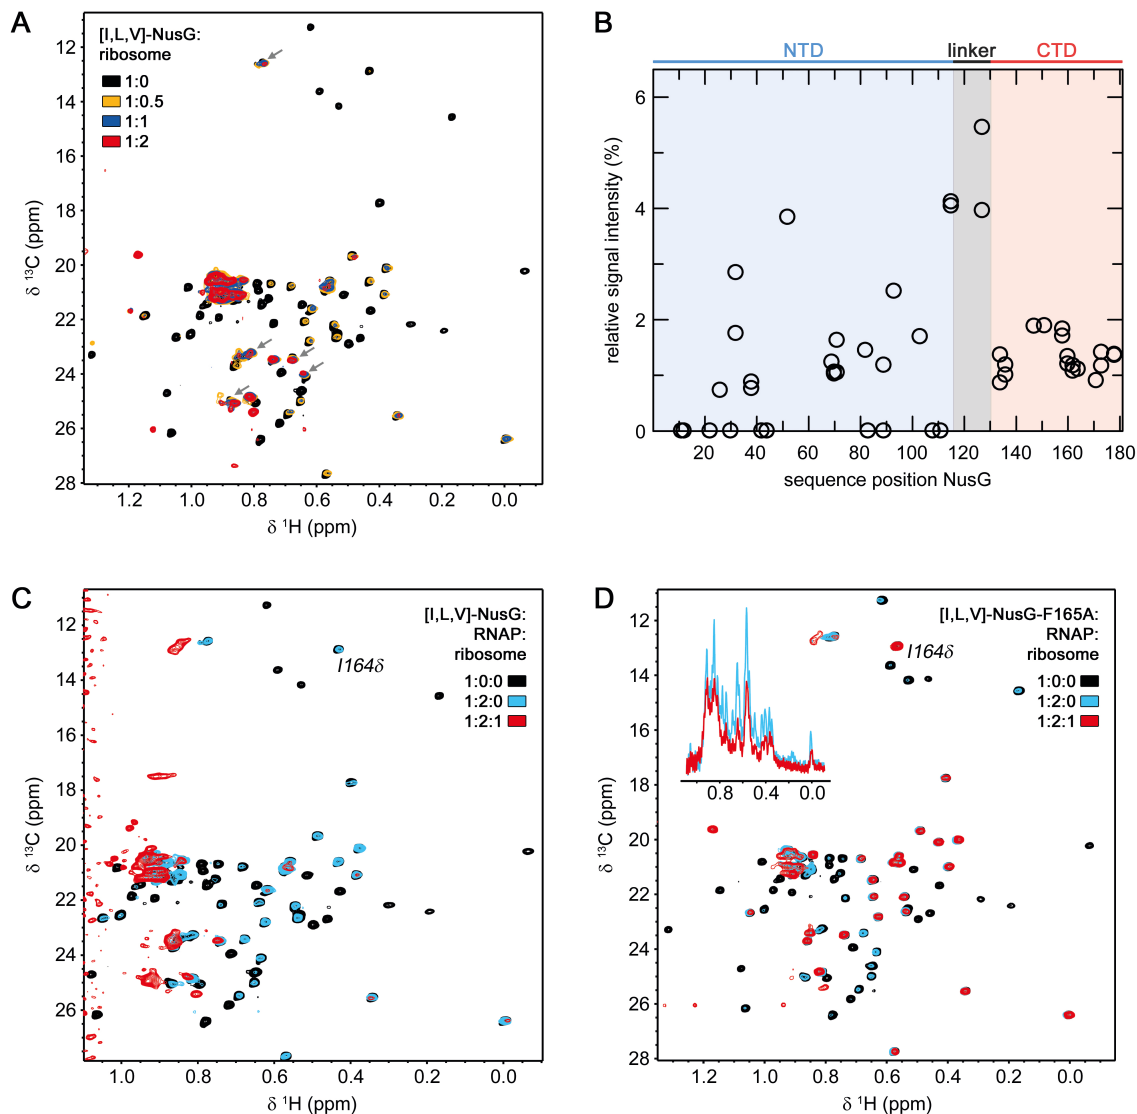 A
[I,L,V]-NusG:
ribosome
1:0
1:0.5
1:1
1:2
12
14
16
18
20
22
24
26
28
1.2 1.0 0.8 0.6 0.4 0.2 0.0
δ ¹H (ppm)
δ ¹³C (ppm)
B
NTD linker CTD
6
4
2
0
20 40 60 80 100 120 140 160 180
sequence position NusG
relative signal intensity (%)
C
[I,L,V]-NusG:
RNAP:
ribosome
1:0:0
1:2:0
1:2:1
I164δ
12
14
16
18
20
22
24
26
1.0 0.8 0.6 0.4 0.2 0.0
δ ¹H (ppm)
δ ¹³C (ppm)
D
[I,L,V]-NusG-F165A:
RNAP:
ribosome
1:0:0
1:2:0
1:2:1
I164δ
0.8 0.4 0.0
12
14
16
18
20
22
24
26
28
1.2 1.0 0.8 0.6 0.4 0.2 0.0
δ ¹H (ppm)
δ ¹³C (ppm)